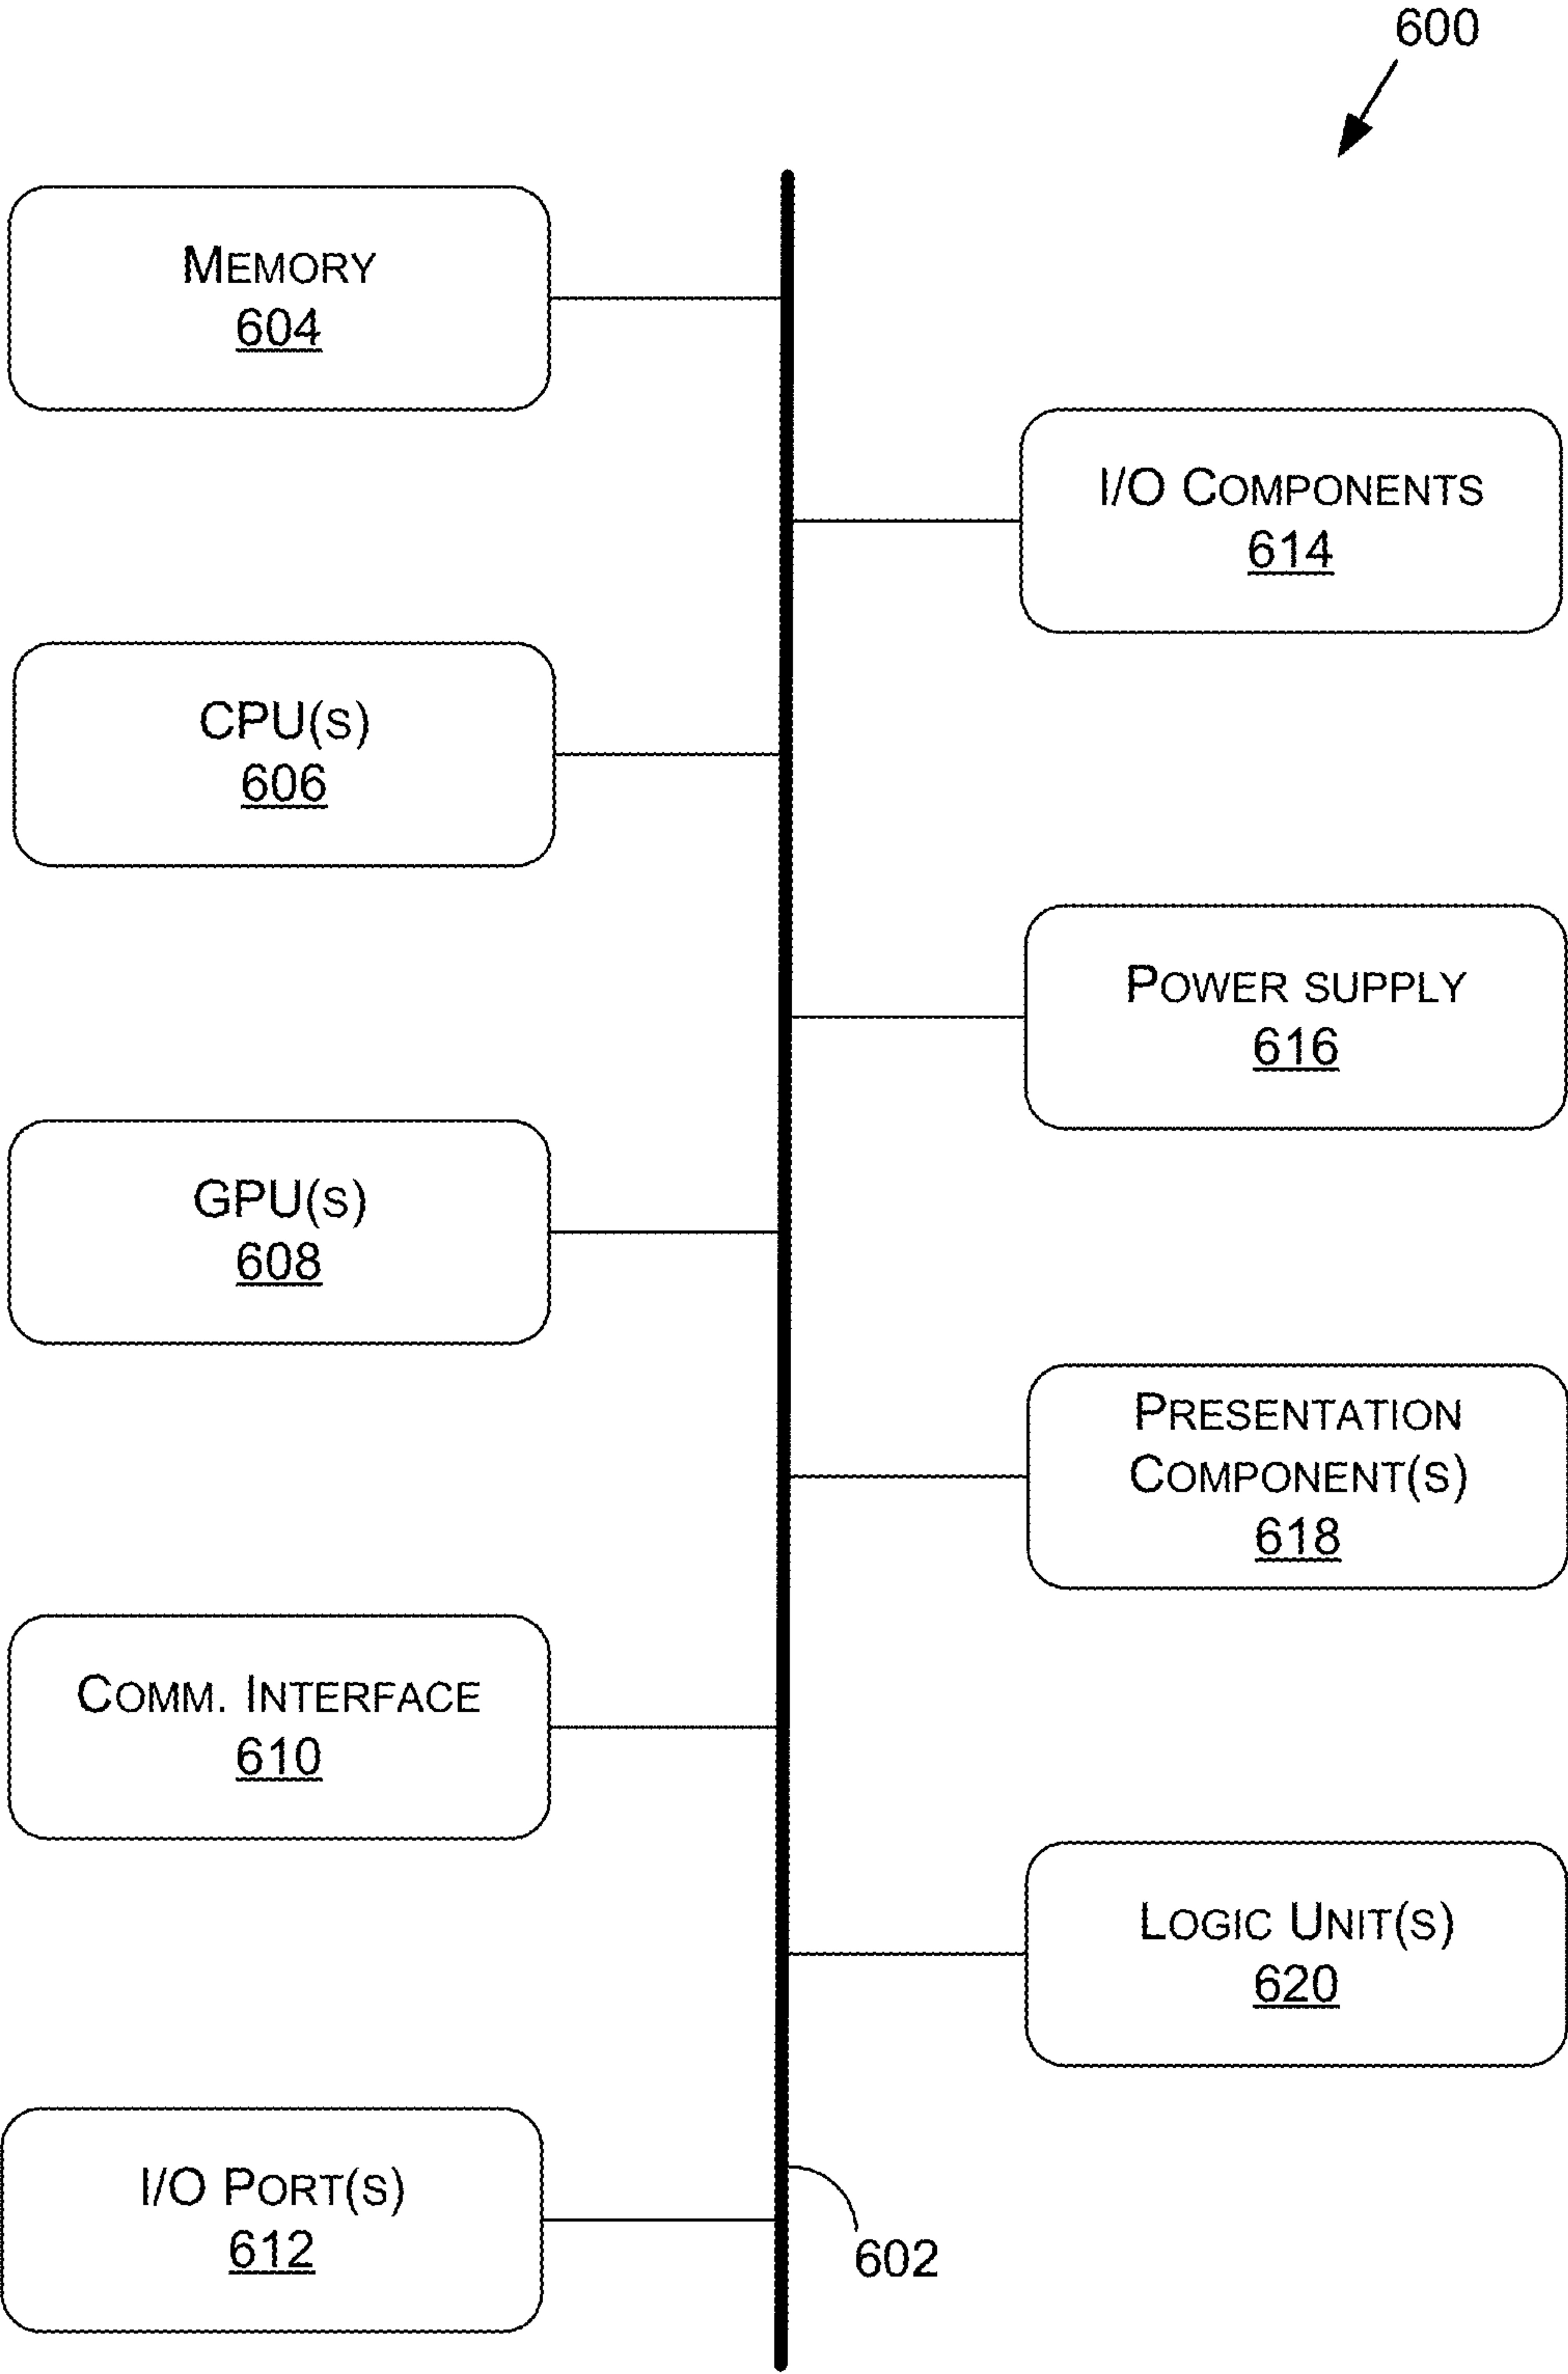 600
MEMORY
604
I/O COMPONENTS
614
CPU(S)
606
POWER SUPPLY
616
GPU(S)
608
PRESENTATION
COMPONENT(S)
618
COMM. INTERFACE
610
LOGIC UNIT(S)
620
I/O PORT(S)
612
602